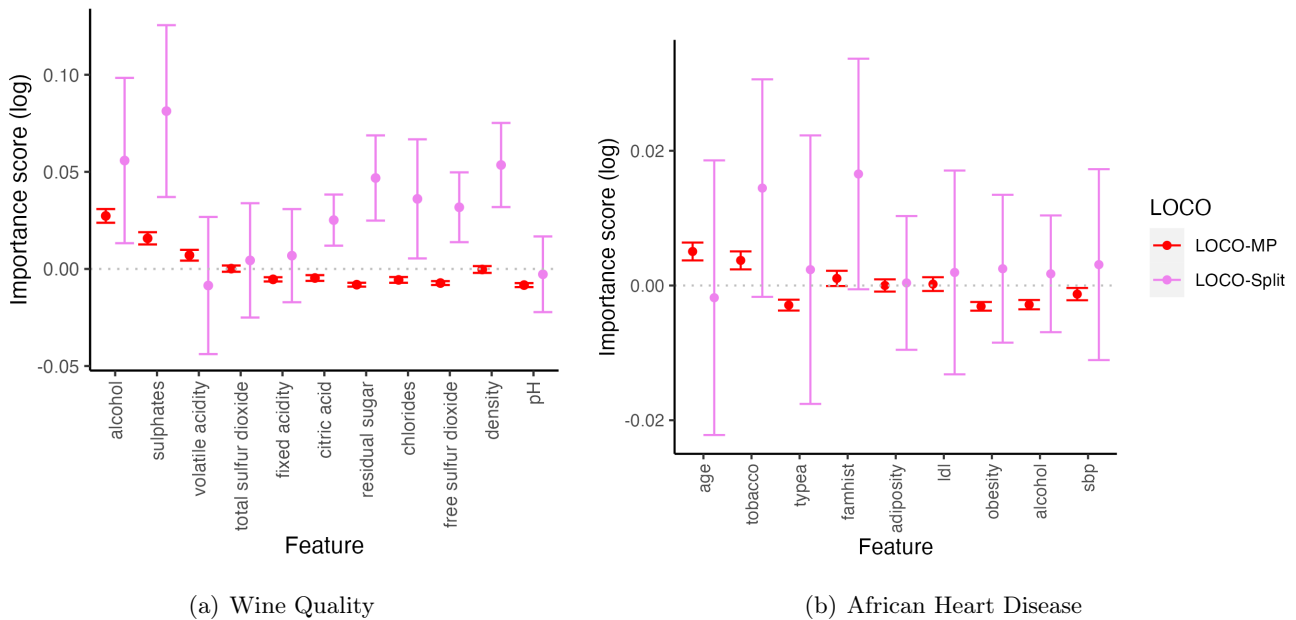 Importance score (log)
0.10
0.05
0.00
-0.05
alcohol
sulphates
volatile acidity
total sulfur dioxide
fixed acidity
citric acid
residual sugar
chlorides
free sulfur dioxide
density
pH
Feature
(a) Wine Quality
Importance score (log)
0.02
0.00
-0.02
age
tobacco
typea
famhist
adiposity
ldl
obesity
alcohol
sbp
Feature
(b) African Heart Disease
LOCO
LOCO-MP
LOCO-Split